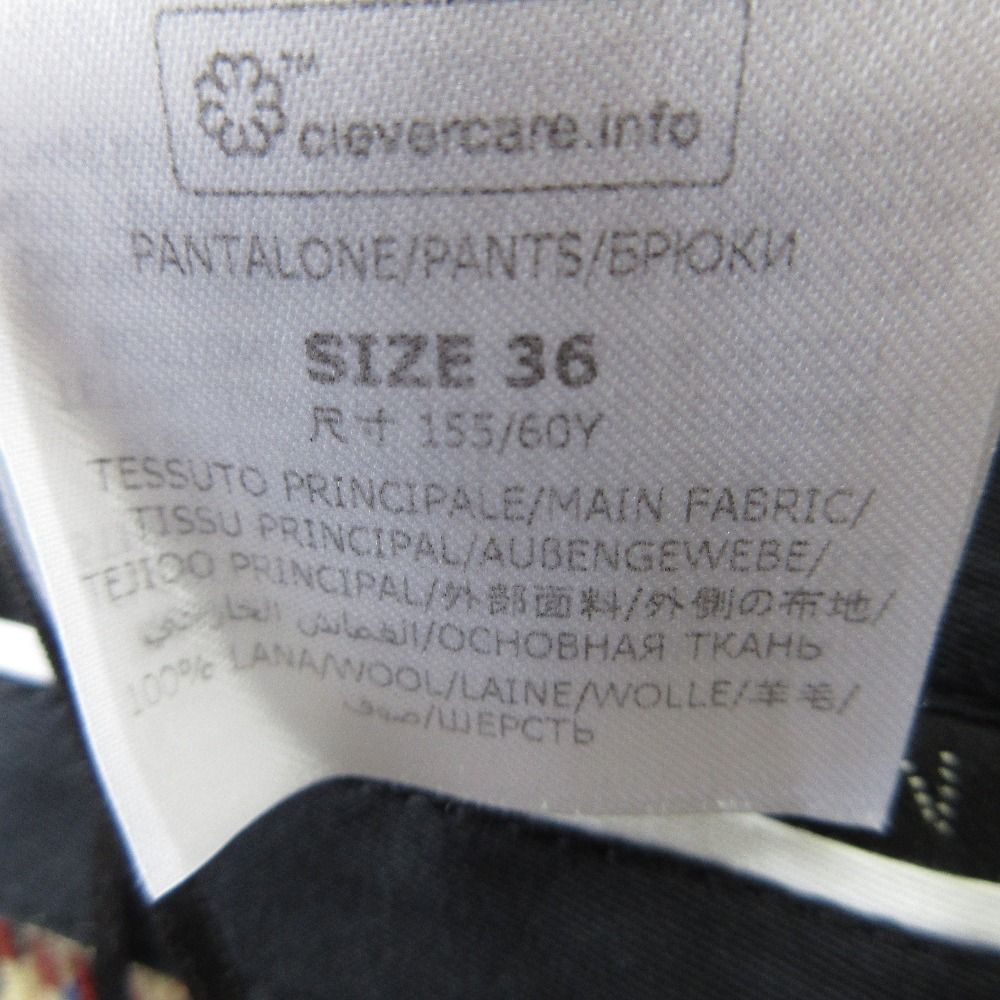 ™
clevercare.info
PANTALONE/PANTS/БРЮКИ
SIZE 36
尺寸 155/60Y
TESSUTO PRINCIPALE/MAIN FABRIC/
TISSU PRINCIPAL/AUßENGEWEBE/
TEJIDO PRINCIPAL/外部面料/外侧の布地/
القماش الخارجي/ОСНОВНАЯ ТКАНЬ
100% LANA/WOOL/LAINE/WOLLE/羊毛/
صوف/ШЕРСТЬ